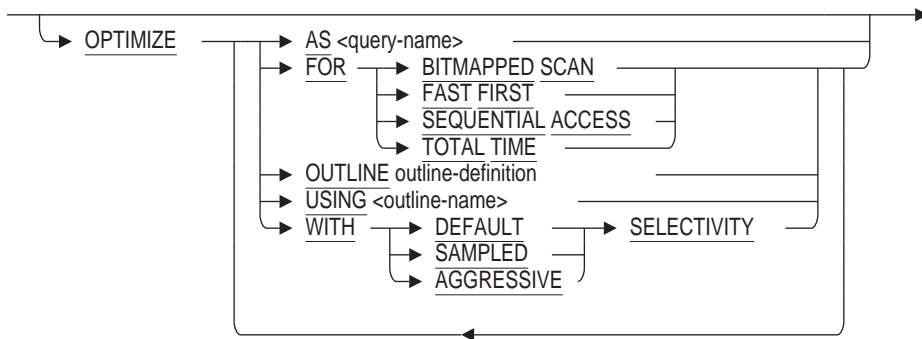 OPTIMIZE AS <query-name>
FOR BITMAPPED SCAN
FAST FIRST
SEQUENTIAL ACCESS
TOTAL TIME
OUTLINE outline-definition
USING <outline-name>
WITH DEFAULT SELECTIVITY
SAMPLED
AGGRESSIVE